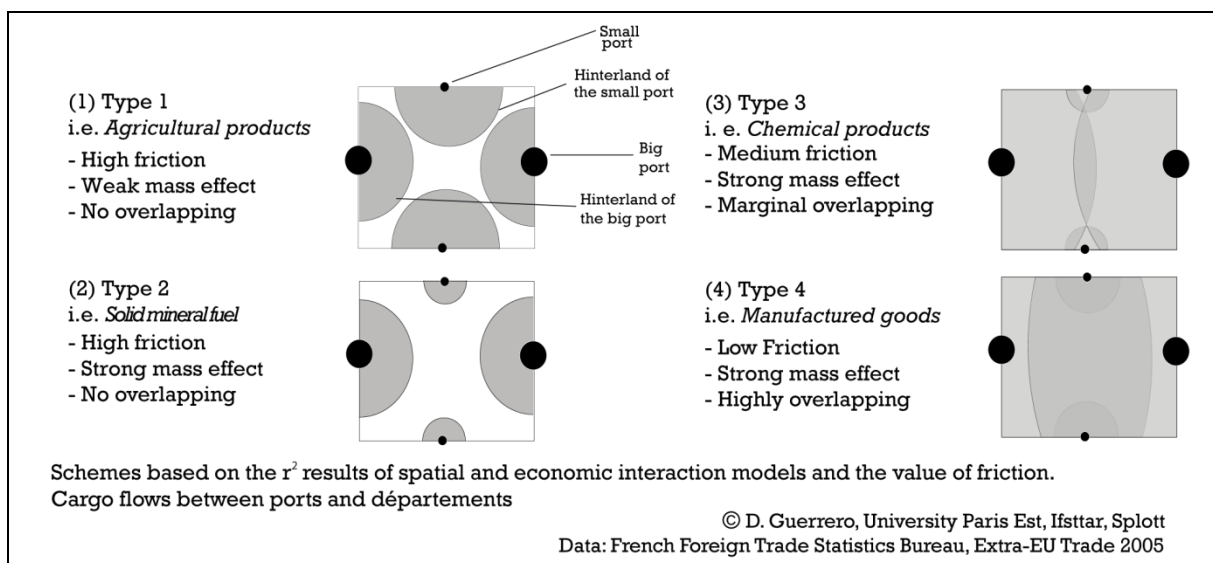 Small
port
Hinterland of
the small port
Big
port
Hinterland of
the big port
(1) Type 1
i.e. Agricultural products
- High friction
- Weak mass effect
- No overlapping
(2) Type 2
i.e. Solid mineral fuel
- High friction
- Strong mass effect
- No overlapping
(3) Type 3
i. e. Chemical products
- Medium friction
- Strong mass effect
- Marginal overlapping
(4) Type 4
i.e. Manufactured goods
- Low Friction
- Strong mass effect
- Highly overlapping
Schemes based on the r² results of spatial and economic interaction models and the value of friction.
Cargo flows between ports and départements
© D. Guerrero, University Paris Est, Ifsttar, Splott
Data: French Foreign Trade Statistics Bureau, Extra-EU Trade 2005